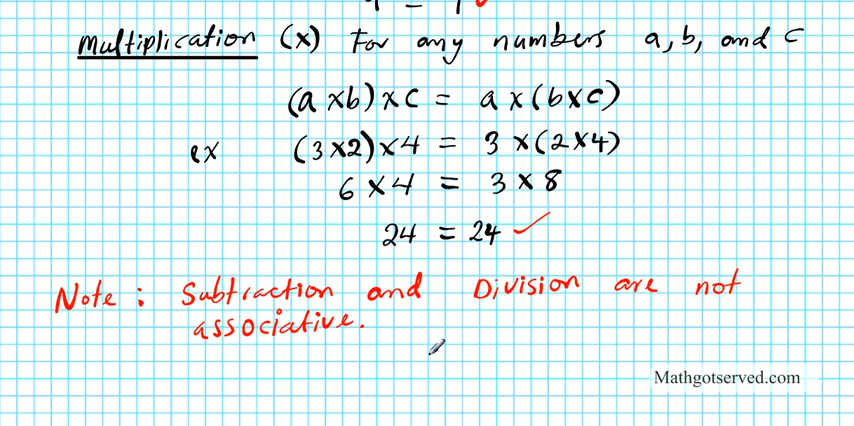 Multiplication (x) For any numbers a, b, and c
(a x b) x c = a x (b x c)
ex (3 x 2) x 4 = 3 x (2 x 4)
6 x 4 = 3 x 8
24 = 24 ✓
Note: Subtraction and Division are not
associative.
Mathgotserved.com